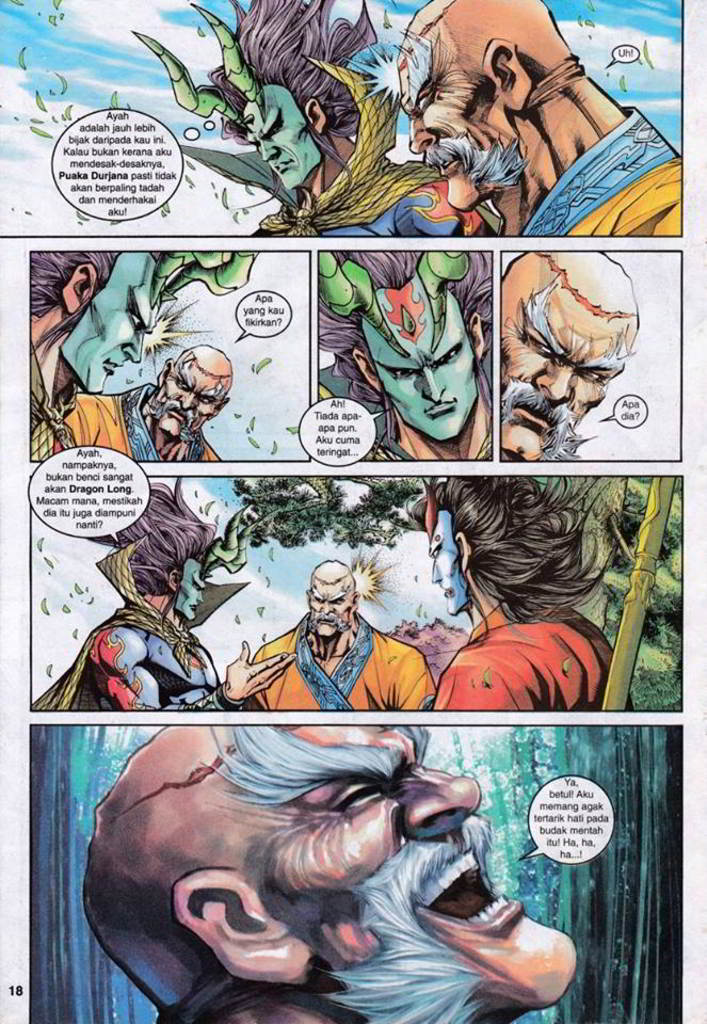 Uh!
Ayah
adalah jauh lebih
bijak daripada kau ini.
Kalau bukan kerana aku
mendesak-desaknya,
Puaka Durjana pasti tidak
akan berpaling tadah
dan menderhakai
aku!
Apa
yang kau
fikirkan?
Ah!
Tiada apa-
apa pun.
Aku cuma
teringat...
Apa
dia?
Ayah,
nampaknya,
bukan benci sangat
akan Dragon Long.
Macam mana, mestikah
dia itu juga diampuni
nanti?
Ya,
betul! Aku
memang agak
tertarik hati pada
budak mentah
itu! Ha, ha,
ha...!
18